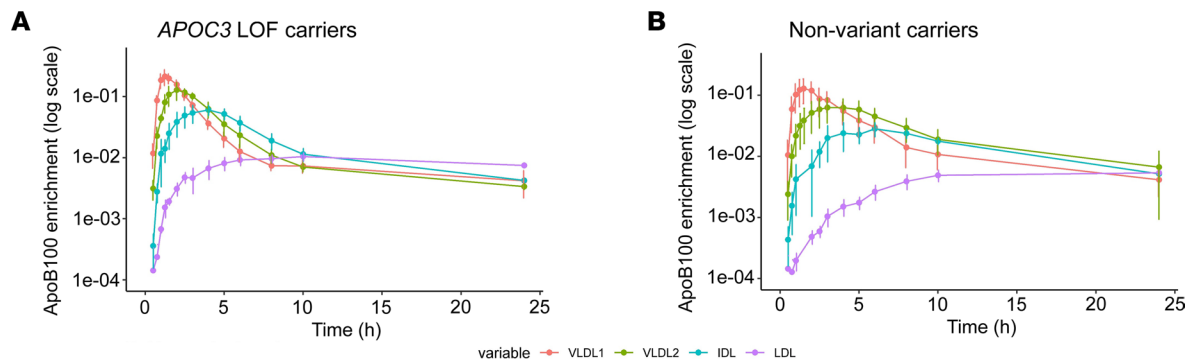 A
APOC3 LOF carriers
ApoB100 enrichment (log scale)
1e-01
1e-02
1e-03
1e-04
0 5 10 15 20 25
Time (h)
B
Non-variant carriers
ApoB100 enrichment (log scale)
1e-01
1e-02
1e-03
1e-04
0 5 10 15 20 25
Time (h)
variable VLDL1 VLDL2 IDL LDL